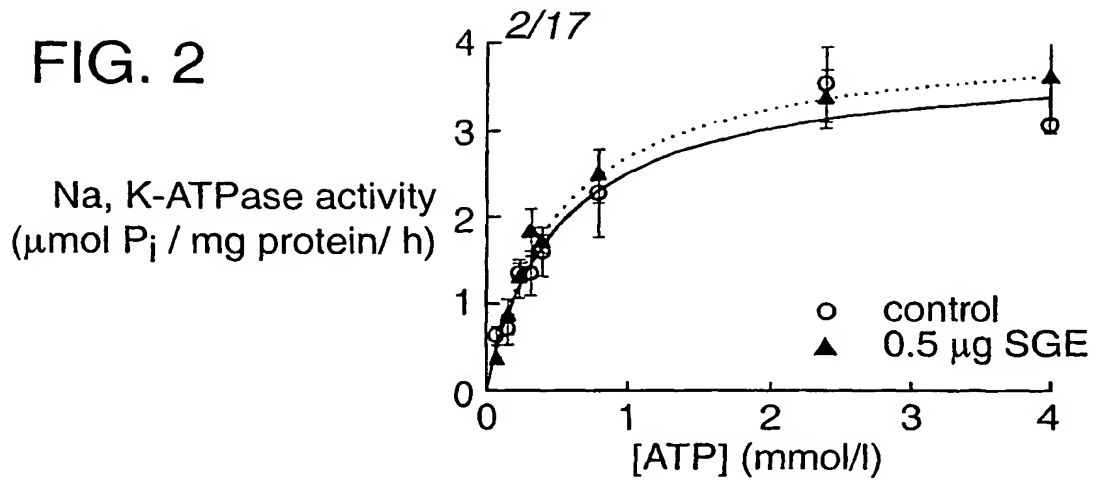 2/17
FIG. 2
Na, K-ATPase activity
(μmol Pi / mg protein/ h)
4
3
2
1
0
0 1 2 3 4
[ATP] (mmol/l)
control
0.5 μg SGE